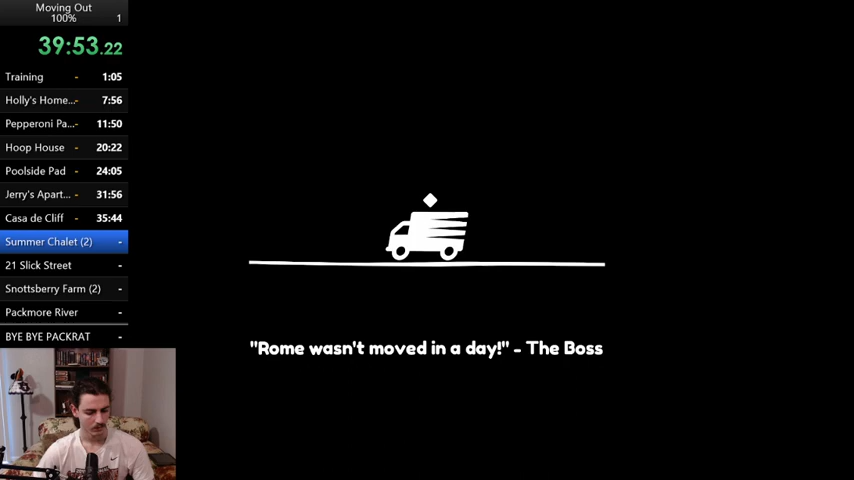 Moving Out
100% 1
39:53.22
Training - 1:05
Holly's Home...- 7:56
Pepperoni Pa...- 11:50
Hoop House - 20:22
Poolside Pad - 24:05
Jerry's Apart...- 31:56
Casa de Cliff - 35:44
Summer Chalet (2) -
21 Slick Street -
Snottsberry Farm (2) -
Packmore River -
BYE BYE PACKRAT -
"Rome wasn't moved in a day!" - The Boss